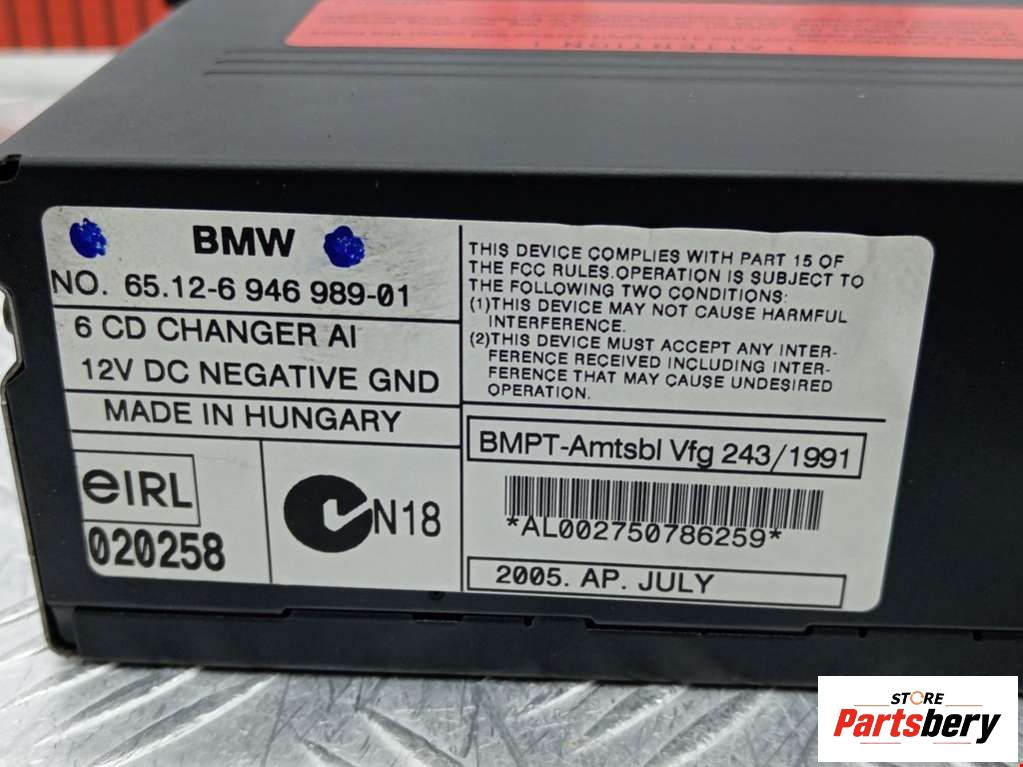 ! ATTENTION !
BMW
NO. 65.12-6 946 989-01
6 CD CHANGER AI
12V DC NEGATIVE GND
MADE IN HUNGARY
eIRL
020258
N18
THIS DEVICE COMPLIES WITH PART 15 OF
THE FCC RULES.OPERATION IS SUBJECT TO
THE FOLLOWING TWO CONDITIONS:
(1)THIS DEVICE MAY NOT CAUSE HARMFUL
INTERFERENCE.
(2)THIS DEVICE MUST ACCEPT ANY INTER-
FERENCE RECEIVED INCLUDING INTER-
FERENCE THAT MAY CAUSE UNDESIRED
OPERATION.
BMPT-Amtsbl Vfg 243/1991
*AL002750786259*
2005. AP. JULY
STORE
Partsbery